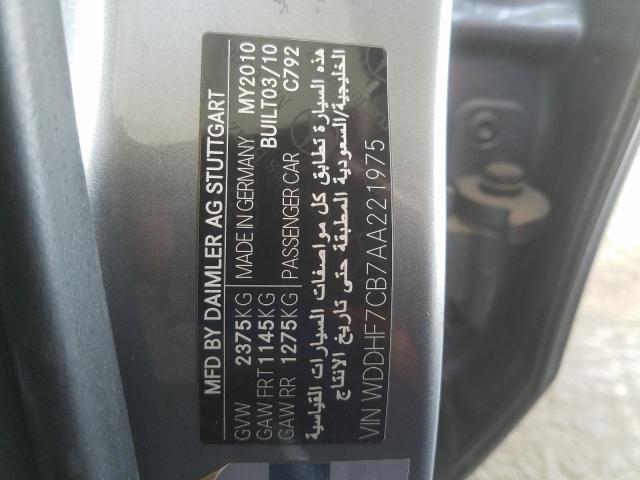 MFD BY DAIMLER AG STUTTGART
GVW 2375KG MADE IN GERMANY MY2010
GAW FRT 1145KG BUILT03/10
GAW RR 1275KG PASSENGER CAR C792
هذه السيارة تطابق كل مواصفات السيارات القياسية
الخليجية/السعودية المطبقة حتى تاريخ الانتاج
VIN WDDHF7CB7AA221975